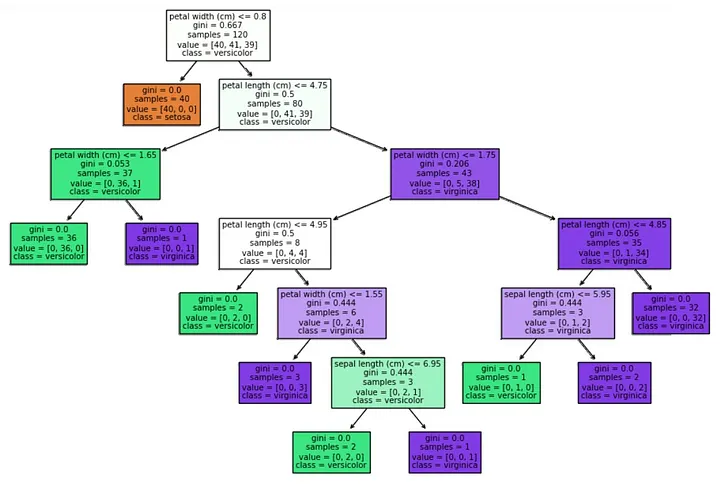 petal width (cm) <= 0.8
gini = 0.667
samples = 120
value = [40, 41, 39]
class = versicolor
gini = 0.0
samples = 40
value = [40, 0, 0]
class = setosa
petal length (cm) <= 4.75
gini = 0.5
samples = 80
value = [0, 41, 39]
class = versicolor
petal width (cm) <= 1.65
gini = 0.053
samples = 37
value = [0, 36, 1]
class = versicolor
petal width (cm) <= 1.75
gini = 0.206
samples = 43
value = [0, 5, 38]
class = virginica
gini = 0.0
samples = 36
value = [0, 36, 0]
class = versicolor
gini = 0.0
samples = 1
value = [0, 0, 1]
class = virginica
petal length (cm) <= 4.95
gini = 0.5
samples = 8
value = [0, 4, 4]
class = versicolor
petal length (cm) <= 4.85
gini = 0.056
samples = 35
value = [0, 1, 34]
class = virginica
gini = 0.0
samples = 2
value = [0, 2, 0]
class = versicolor
petal width (cm) <= 1.55
gini = 0.444
samples = 6
value = [0, 2, 4]
class = virginica
sepal length (cm) <= 5.95
gini = 0.444
samples = 3
value = [0, 1, 2]
class = virginica
gini = 0.0
samples = 32
value = [0, 0, 32]
class = virginica
gini = 0.0
samples = 3
value = [0, 0, 3]
class = virginica
sepal length (cm) <= 6.95
gini = 0.444
samples = 3
value = [0, 2, 1]
class = versicolor
gini = 0.0
samples = 1
value = [0, 1, 0]
class = versicolor
gini = 0.0
samples = 2
value = [0, 0, 2]
class = virginica
gini = 0.0
samples = 2
value = [0, 2, 0]
class = versicolor
gini = 0.0
samples = 1
value = [0, 0, 1]
class = virginica